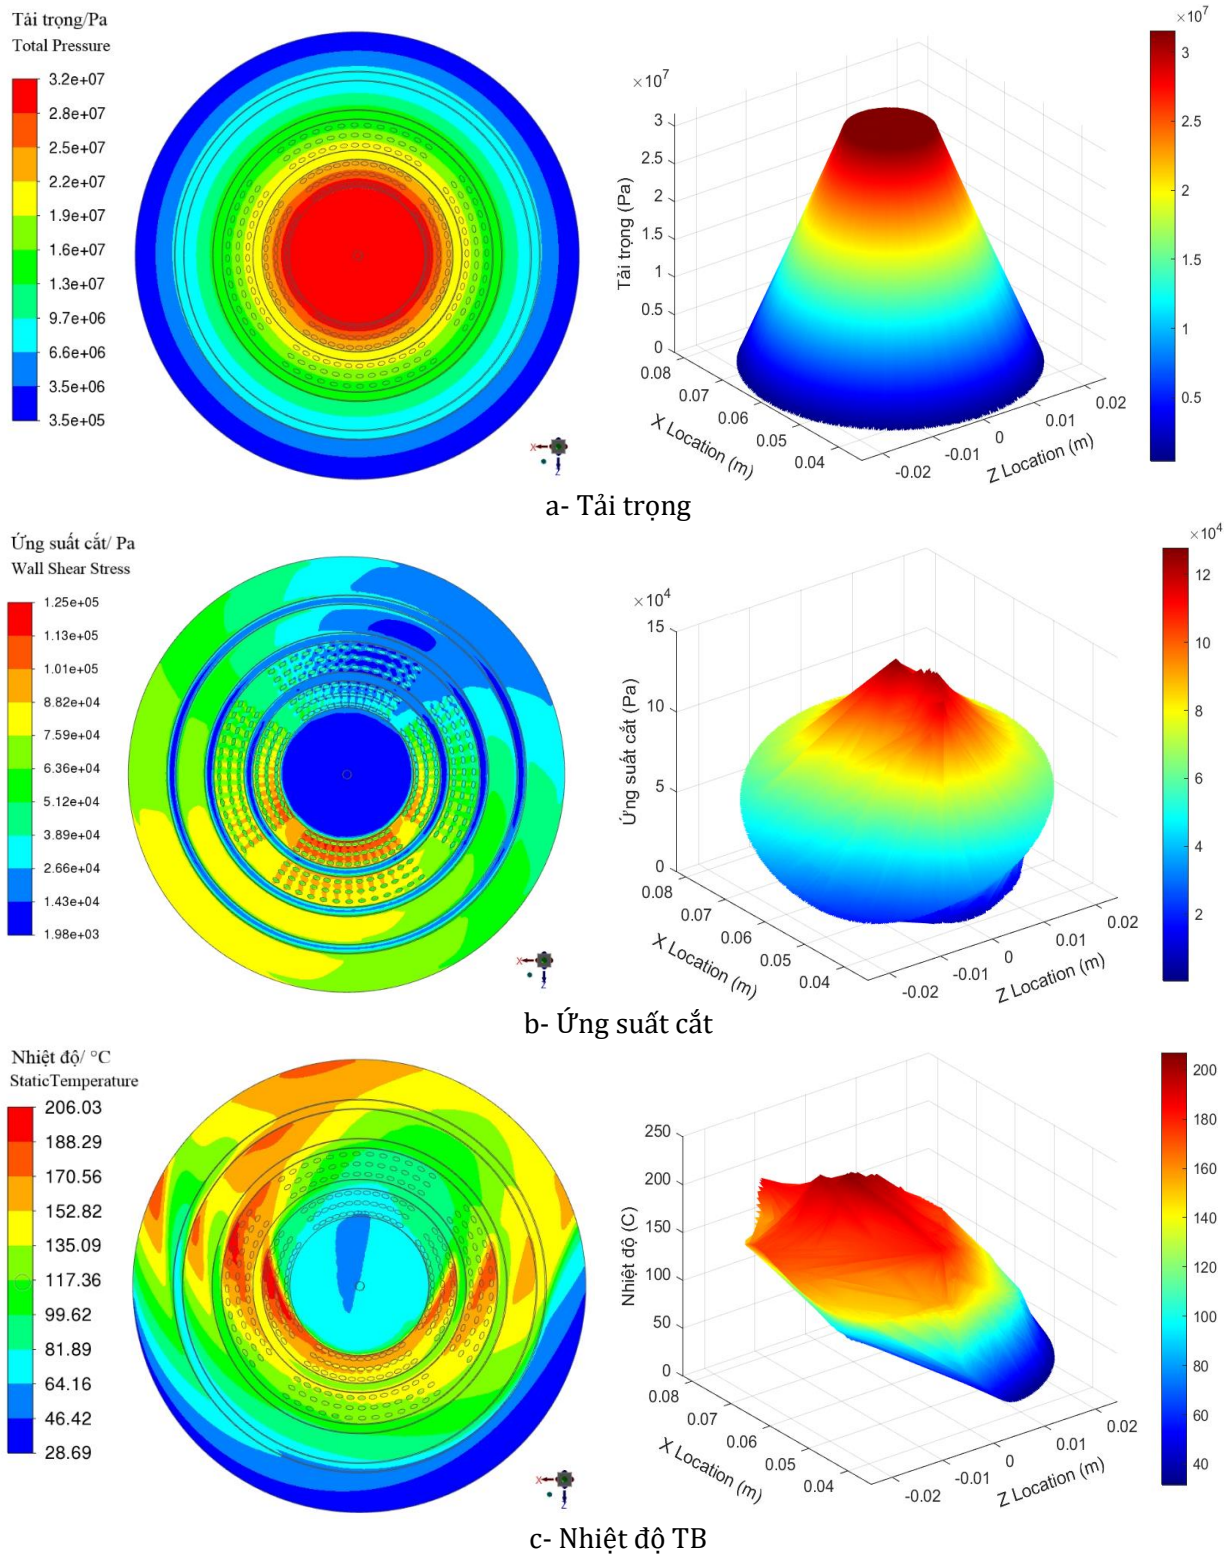 Tải trọng/Pa
Total Pressure
3.2e+07
2.8e+07
2.5e+07
2.2e+07
1.9e+07
1.6e+07
1.3e+07
9.7e+06
6.6e+06
3.5e+06
3.5e+05
X
Z
×10⁷
Tải trọng (Pa)
3
2.5
2
1.5
1
0.5
0
0.08
0.07
0.06
0.05
0.04
X Location (m)
-0.02
-0.01
0
0.01
0.02
Z Location (m)
×10⁷
3
2.5
2
1.5
1
0.5
a- Tải trọng
Ứng suất cắt/ Pa
Wall Shear Stress
1.25e+05
1.13e+05
1.01e+05
8.82e+04
7.59e+04
6.36e+04
5.12e+04
3.89e+04
2.66e+04
1.43e+04
1.98e+03
X
Z
×10⁴
Ứng suất cắt (Pa)
15
10
5
0
0.08
0.07
0.06
0.05
0.04
X Location (m)
-0.02
-0.01
0
0.01
0.02
Z Location (m)
×10⁴
12
10
8
6
4
2
b- Ứng suất cắt
Nhiệt độ/ °C
StaticTemperature
206.03
188.29
170.56
152.82
135.09
117.36
99.62
81.89
64.16
46.42
28.69
X
Z
Nhiệt độ (C)
250
200
150
100
50
0
0.08
0.07
0.06
0.05
0.04
X Location (m)
-0.02
-0.01
0
0.01
0.02
Z Location (m)
200
180
160
140
120
100
80
60
40
c- Nhiệt độ TB